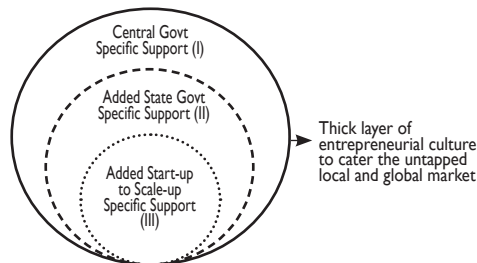 Central Govt
Specific Support (I)
Added State Govt
Specific Support (II)
Added Start-up
to Scale-up
Specific Support
(III)
Thick layer of
entrepreneurial culture
to cater the untapped
local and global market